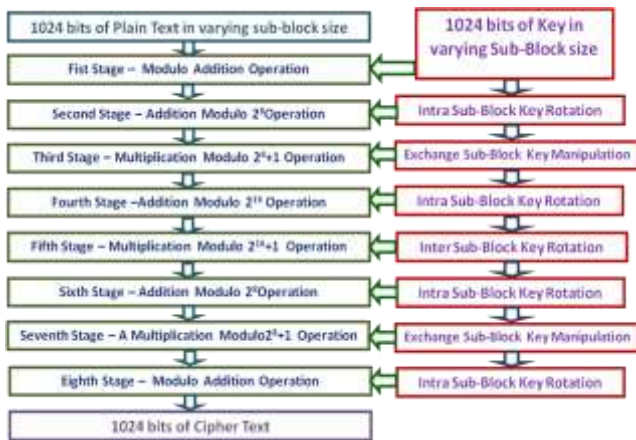 1024 bits of Plain Text in varying sub-block size
1024 bits of Key in
varying Sub-Block size
Fist Stage – Modulo Addition Operation
Second Stage – Addition Modulo 2⁸Operation
Intra Sub-Block Key Rotation
Third Stage – Multiplication Modulo 2⁸+1 Operation
Exchange Sub-Block Key Manipulation
Fourth Stage –Addition Modulo 2¹⁶ Operation
Intra Sub-Block Key Rotation
Fifth Stage – Multiplication Modulo 2¹⁶+1 Operation
Inter Sub-Block Key Rotation
Sixth Stage – Addition Modulo 2⁸Operation
Intra Sub-Block Key Rotation
Seventh Stage – A Multiplication Modulo2⁸+1 Operation
Exchange Sub-Block Key Manipulation
Eighth Stage – Modulo Addition Operation
Intra Sub-Block Key Rotation
1024 bits of Cipher Text